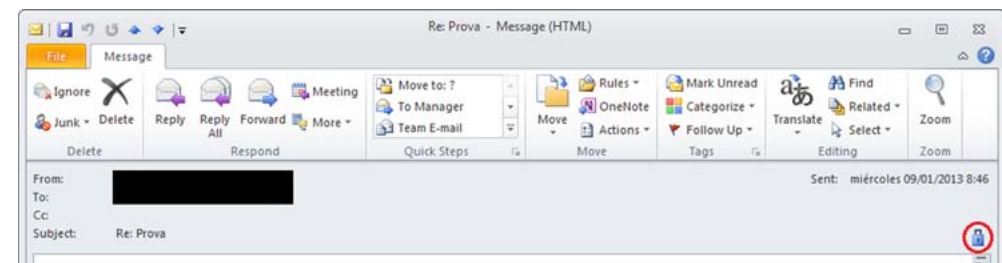 Re: Prova - Message (HTML)
File Message
Ignore Meeting Move to: ? Rules Mark Unread Find
To Manager OneNote Categorize Related
Junk Delete Reply Reply All Forward More Team E-mail Move Actions Follow Up Translate Select Zoom
Delete Respond Quick Steps Move Tags Editing Zoom
From: Sent: miércoles 09/01/2013 8:46
To:
Cc:
Subject: Re: Prova